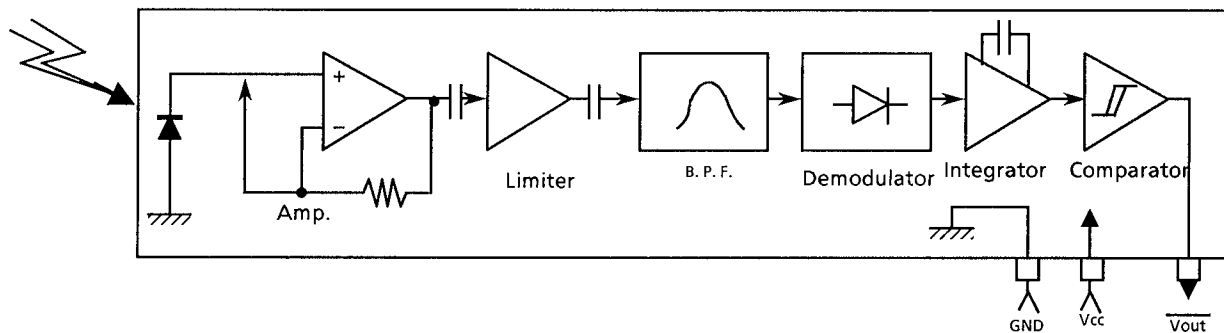 +
−
Amp.
Limiter
B. P. F.
Demodulator
Integrator
Comparator
GND
Vcc
Vout